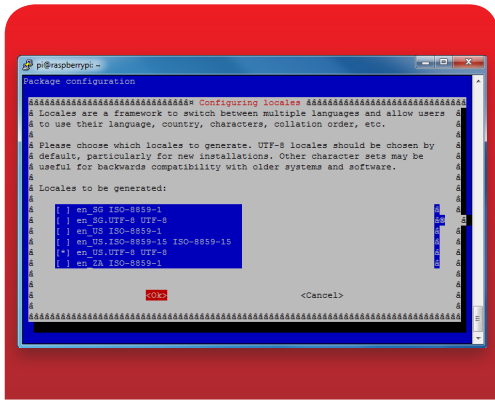 pi@raspberrypi: ~
Package configuration
Configuring locales
Locales are a framework to switch between multiple languages and allow users
to use their language, country, characters, collation order, etc.
Please choose which locales to generate. UTF-8 locales should be chosen by
default, particularly for new installations. Other character sets may be
useful for backwards compatibility with older systems and software.
Locales to be generated:
[ ] en_SG ISO-8859-1
[ ] en_SG.UTF-8 UTF-8
[ ] en_US ISO-8859-1
[ ] en_US.ISO-8859-15 ISO-8859-15
[*] en_US.UTF-8 UTF-8
[ ] en_ZA ISO-8859-1
<Ok> <Cancel>